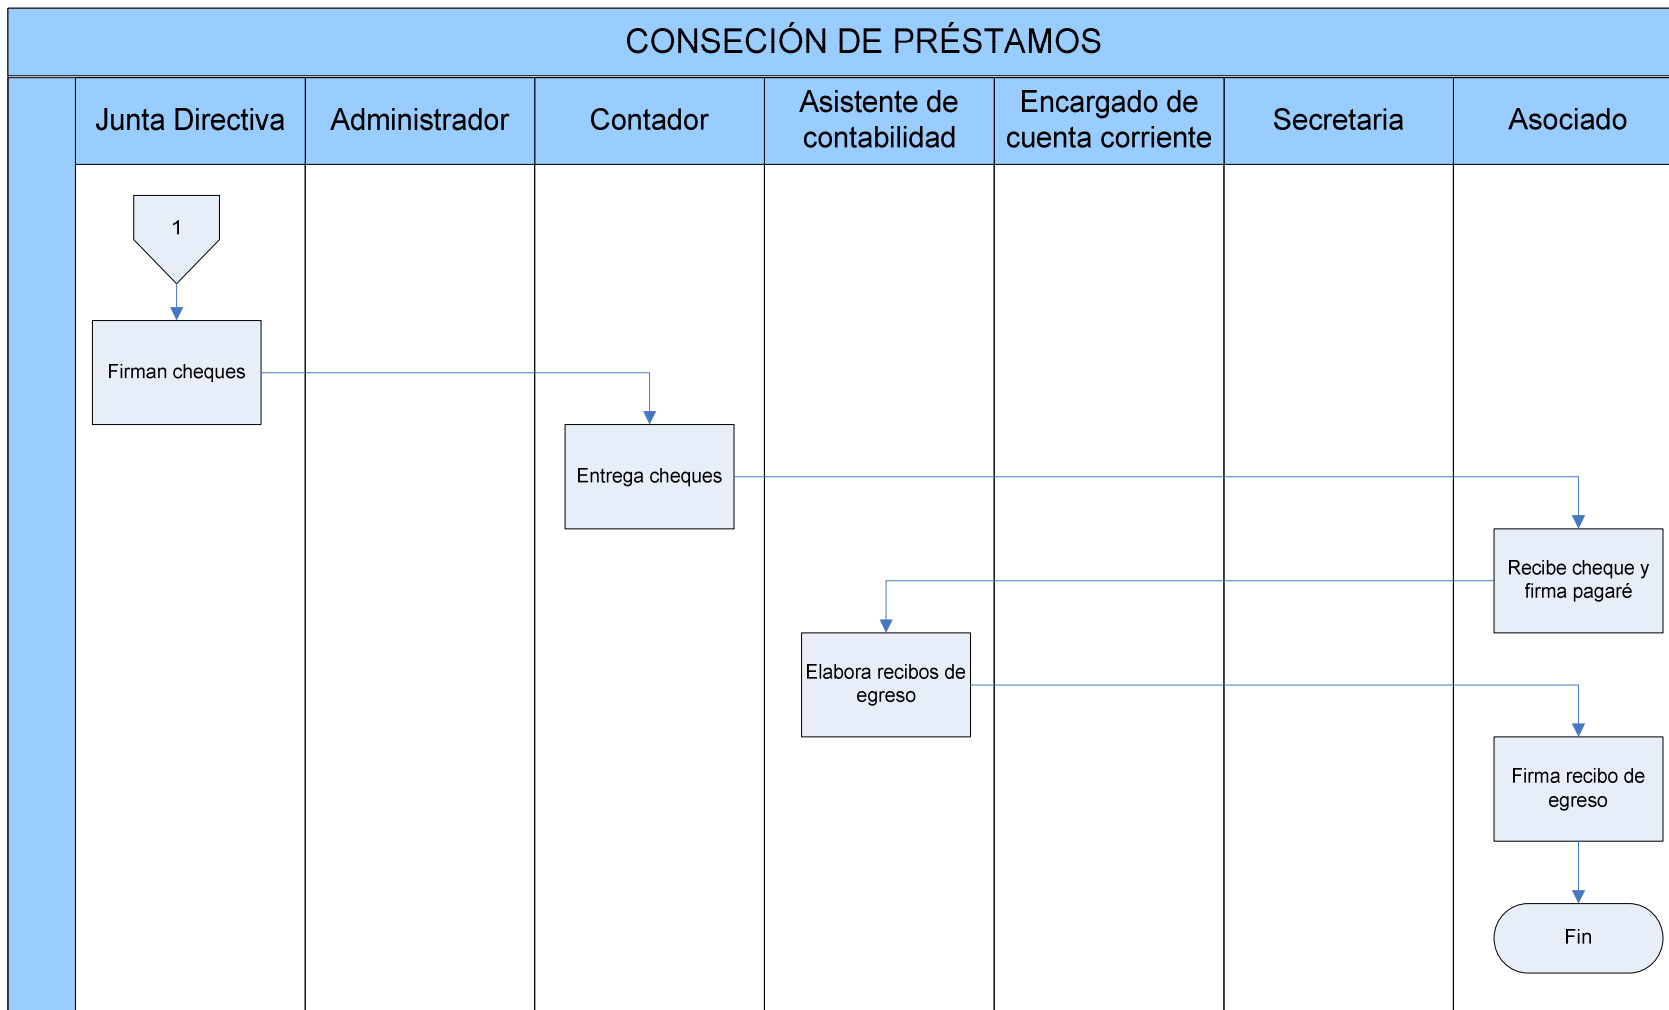 CONSECIÓN DE PRÉSTAMOS
Junta Directiva
Administrador
Contador
Asistente de
contabilidad
Encargado de
cuenta corriente
Secretaria
Asociado
1
Firman cheques
Entrega cheques
Recibe cheque y
firma pagaré
Elabora recibos de
egreso
Firma recibo de
egreso
Fin